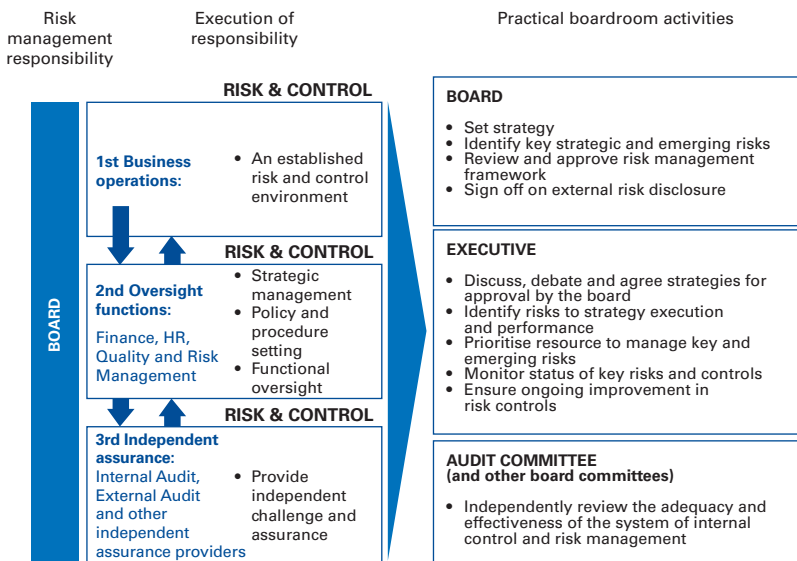 Risk
management
responsibility
Execution of
responsibility
Practical boardroom activities
BOARD
RISK & CONTROL
1st Business
operations:
• An established
risk and control
environment
RISK & CONTROL
2nd Oversight
functions:
Finance, HR,
Quality and Risk
Management
• Strategic
management
• Policy and
procedure
setting
• Functional
oversight
RISK & CONTROL
3rd Independent
assurance:
Internal Audit,
External Audit
and other
independent
assurance providers
• Provide
independent
challenge and
assurance
BOARD
• Set strategy
• Identify key strategic and emerging risks
• Review and approve risk management
framework
• Sign off on external risk disclosure
EXECUTIVE
• Discuss, debate and agree strategies for
approval by the board
• Identify risks to strategy execution
and performance
• Prioritise resource to manage key and
emerging risks
• Monitor status of key risks and controls
• Ensure ongoing improvement in
risk controls
AUDIT COMMITTEE
(and other board committees)
• Independently review the adequacy and
effectiveness of the system of internal
control and risk management